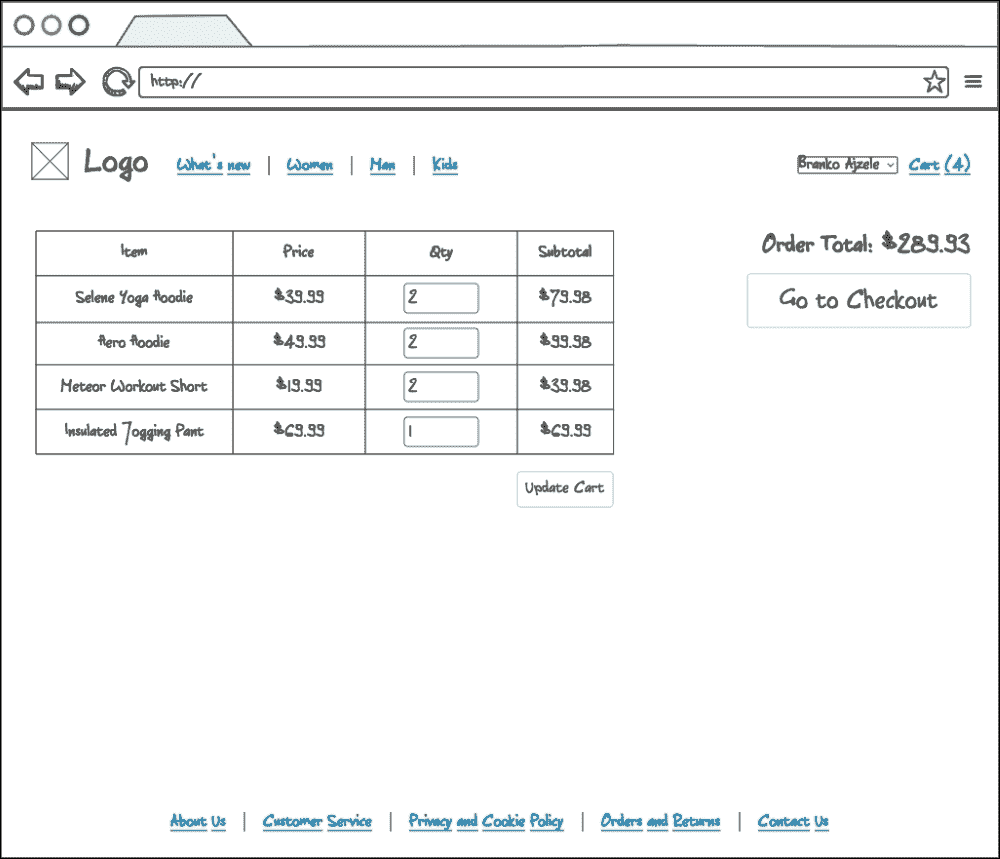 http://
Logo What's new | Women | Man | Kids Branko Ajzele Cart (4)
Item Price Qty Subtotal
Selene Yoga Hoodie $39.99 2 $79.98
Hero Hoodie $49.99 2 $99.98
Meteor Workout Short $19.99 2 $39.98
Insulated Jogging Pant $69.99 1 $69.99
Update Cart
Order Total: $289.93
Go to Checkout
About Us | Customer Service | Privacy and Cookie Policy | Orders and Returns | Contact Us